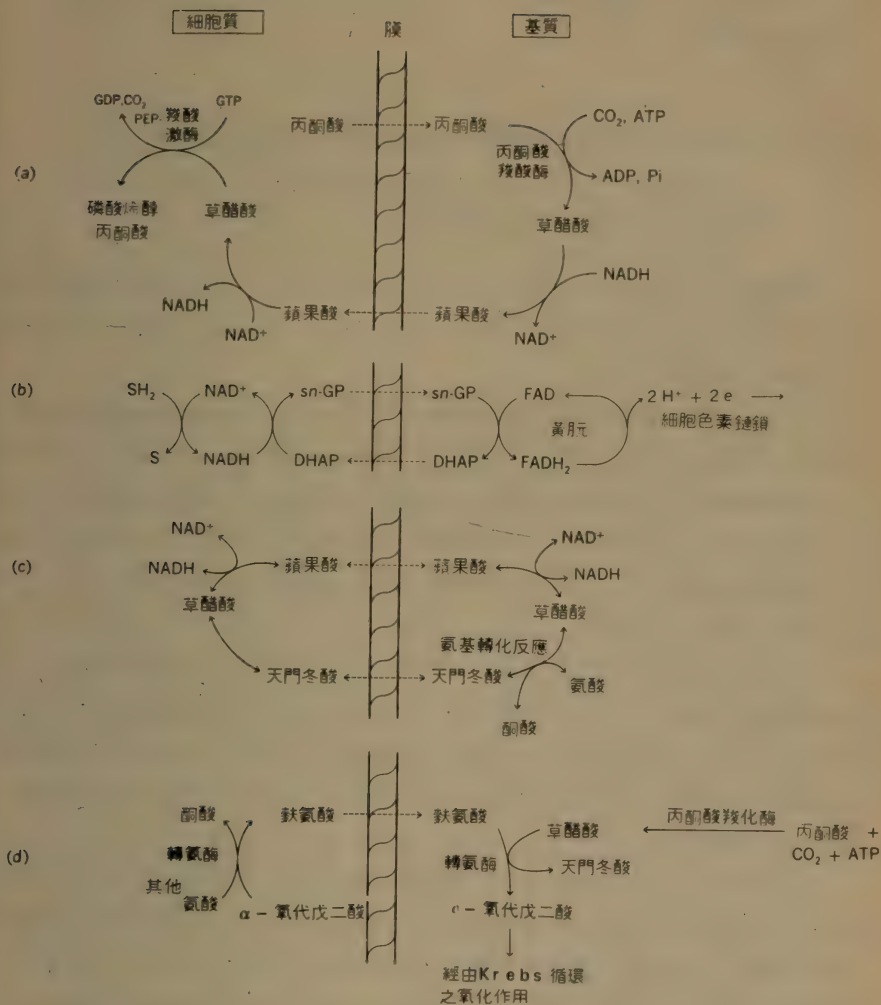 細胞質
膜
基質
(a)
GDP,CO₂
PEP 羧酸
激酶
GTP
磷酸烯醇
丙酮酸
草醋酸
NADH
NAD⁺
蘋果酸
丙酮酸
丙酮酸
CO₂, ATP
丙酮酸
羧酸酶
ADP, Pi
草醋酸
NADH
NAD⁺
蘋果酸
(b)
SH₂
NAD⁺
sn-GP
sn-GP
FAD
2 H⁺ + 2 e
細胞色素鏈鎖
S
NADH
DHAP
DHAP
FADH₂
黃
(c)
NAD⁺
NADH
蘋果酸
草醋酸
天門冬酸
蘋果酸
NAD⁺
NADH
草醋酸
氨基轉化反應
天門冬酸
氨酸
酮酸
(d)
酮酸
轉氨酶
其他
氨酸
麩氨酸
α－氧代戊二酸
麩氨酸
草醋酸
轉氨酶
天門冬酸
－氧代戊二酸
經由Krebs 循環
之氧化作用
丙酮酸羧化酶
丙酮酸 +
CO₂ + ATP